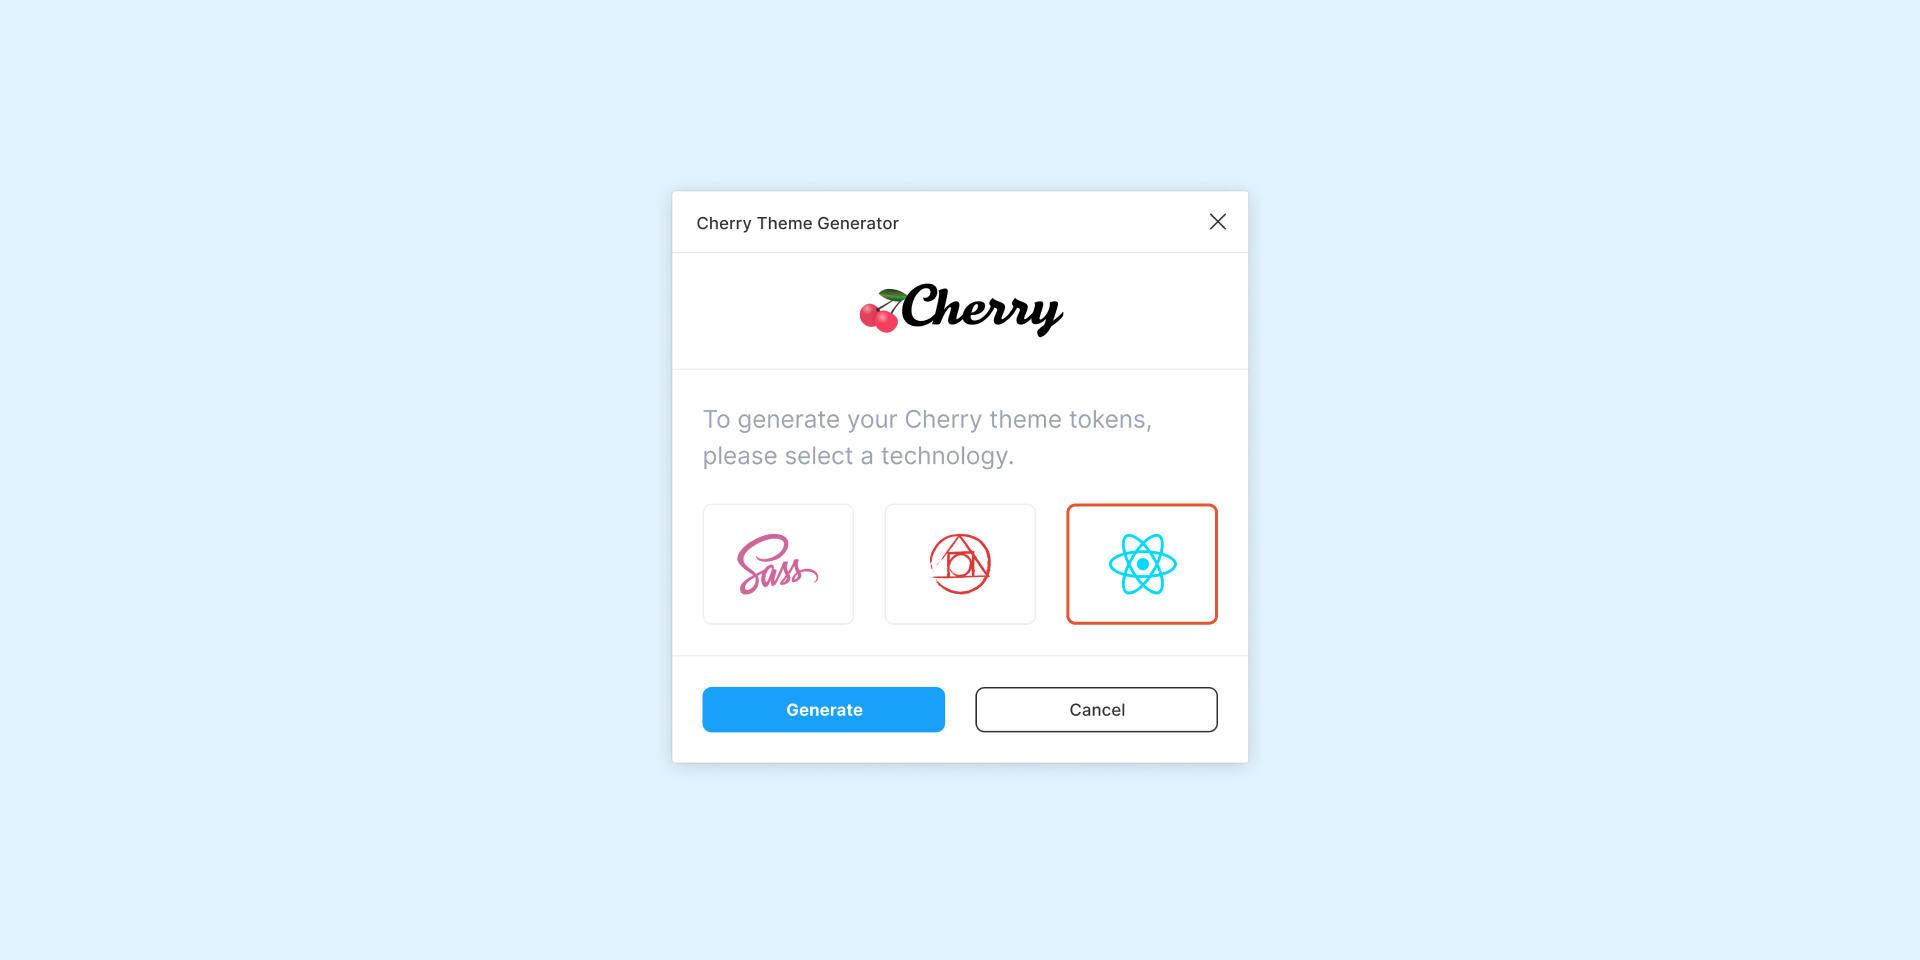 Cherry Theme Generator
Cherry
To generate your Cherry theme tokens,
please select a technology.
Sass
Generate
Cancel